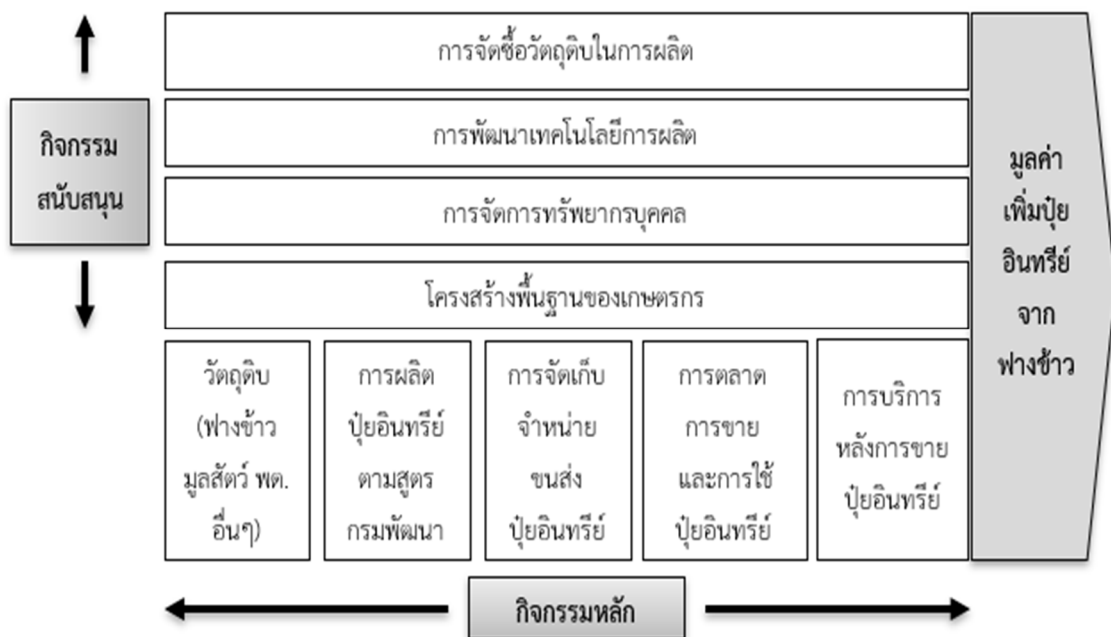 การจัดซื้อวัตถุดิบในการผลิต
การพัฒนาเทคโนโลยีการผลิต
การจัดการทรัพยากรบุคคล
โครงสร้างพื้นฐานของเกษตรกร
กิจกรรม
สนับสนุน
วัตถุดิบ
(ฟางข้าว
มูลสัตว์ พด.
อื่นๆ)
การผลิต
ปุ๋ยอินทรีย์
ตามสูตร
กรมพัฒนา
การจัดเก็บ
จำหน่าย
ขนส่ง
ปุ๋ยอินทรีย์
การตลาด
การขาย
และการใช้
ปุ๋ยอินทรีย์
การบริการ
หลังการขาย
ปุ๋ยอินทรีย์
มูลค่า
เพิ่มปุ๋ย
อินทรีย์
จาก
ฟางข้าว
กิจกรรมหลัก